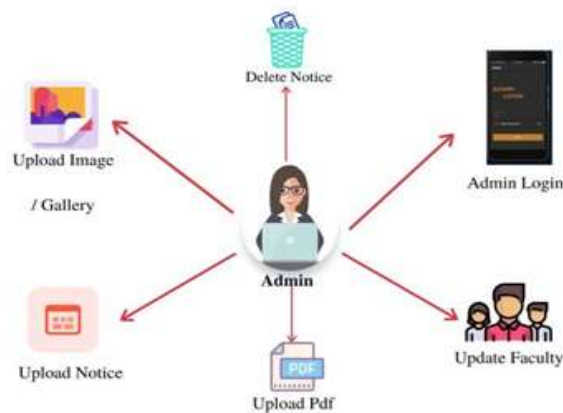 Delete Notice
Upload Image
/ Gallery
Admin Login
Admin
Upload Notice
PDF
Upload Pdf
Update Faculty